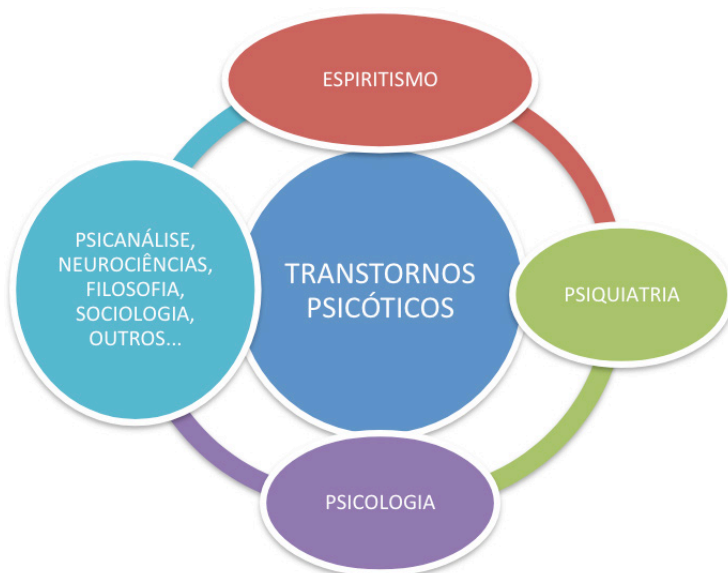 ESPIRITISMO
PSICANÁLISE,
NEUROCIÊNCIAS,
FILOSOFIA,
SOCIOLOGIA,
OUTROS...
TRANSTORNOS
PSICÓTICOS
PSIQUIATRIA
PSICOLOGIA